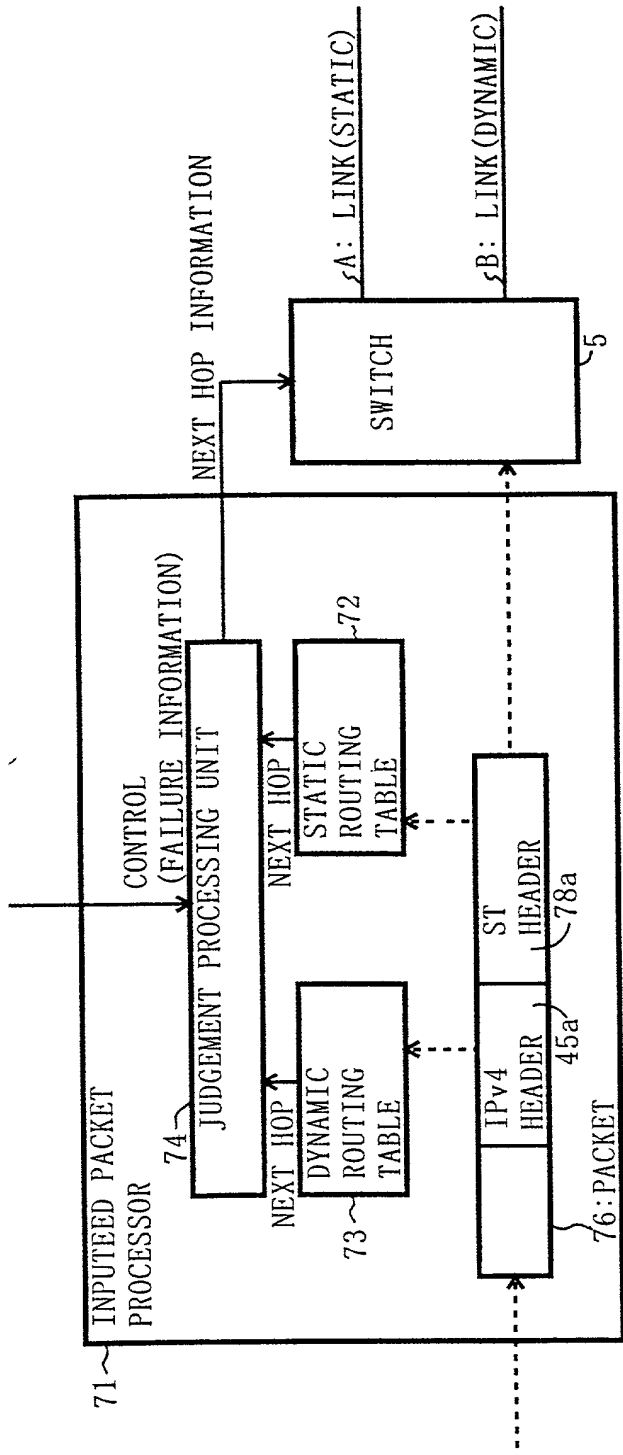 71
INPUTEED PACKET
PROCESSOR
CONTROL
(FAILURE INFORMATION)
74
JUDGEMENT PROCESSING UNIT
NEXT HOP INFORMATION
NEXT HOP
NEXT HOP
73
DYNAMIC
ROUTING
TABLE
72
STATIC
ROUTING
TABLE
IPv4
HEADER
45a
ST
HEADER
78a
76:PACKET
SWITCH
5
A: LINK(STATIC)
B: LINK(DYNAMIC)